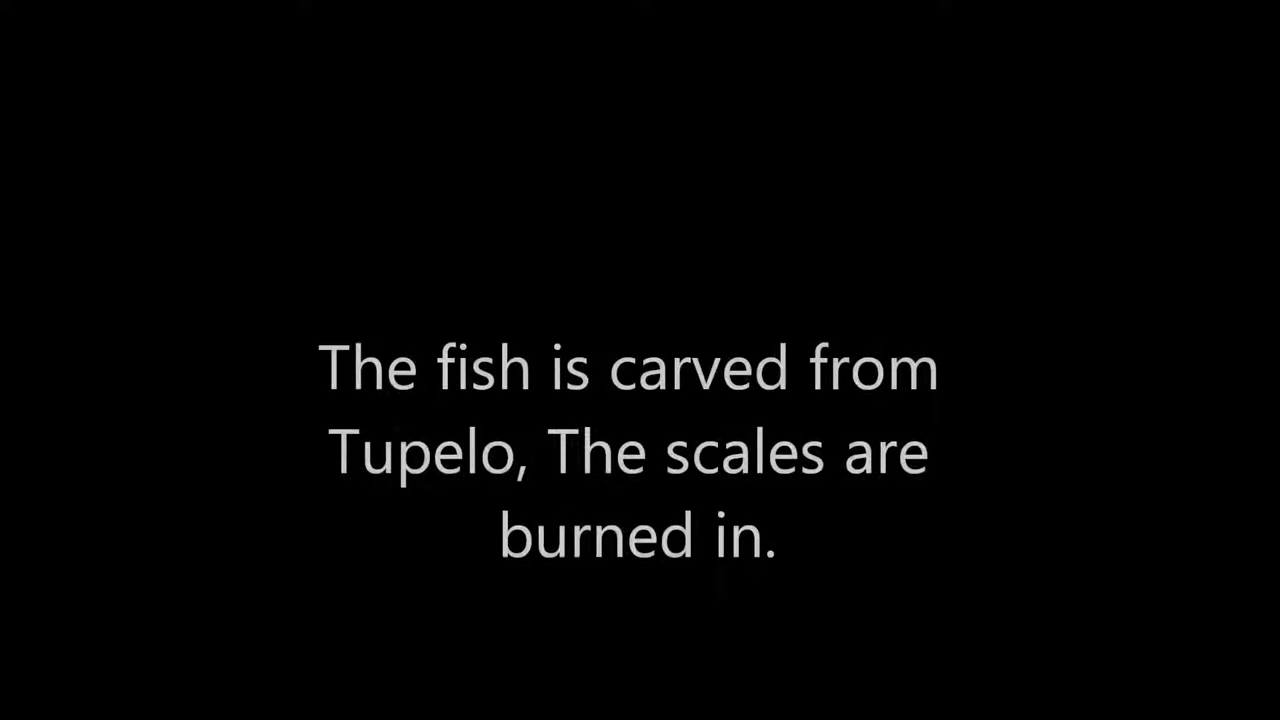 The fish is carved from
Tupelo, The scales are
burned in.